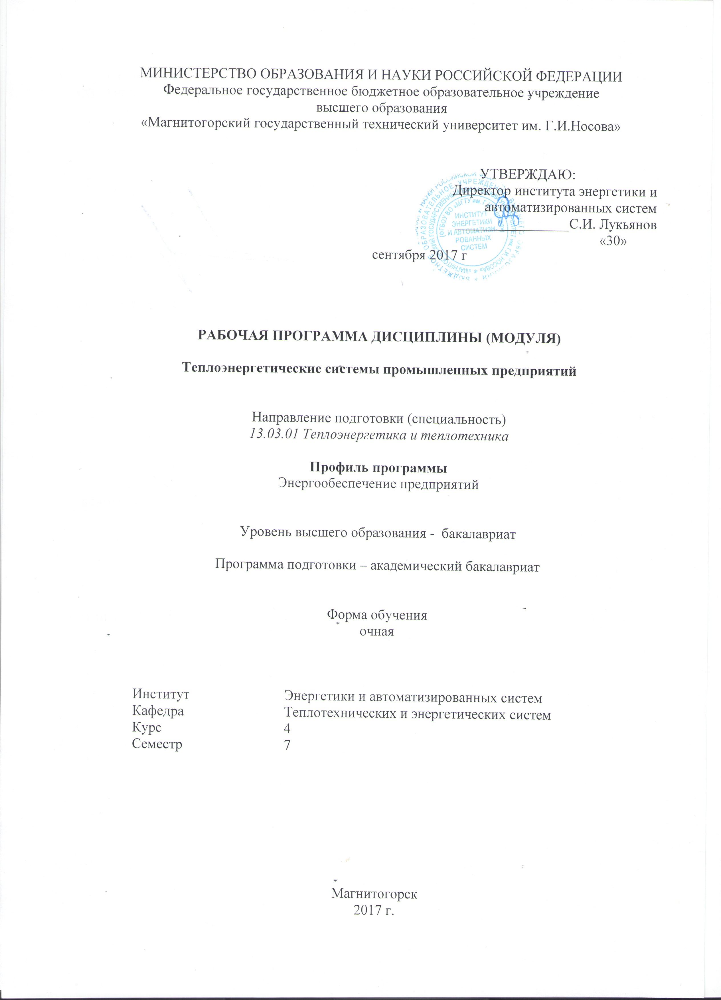 МИНИСТЕРСТВО ОБРАЗОВАНИЯ И НАУКИ РОССИЙСКОЙ ФЕДЕРАЦИИ
Федеральное государственное бюджетное образовательное учреждение
высшего образования
«Магнитогорский государственный технический университет им. Г.И.Носова»
УТВЕРЖДАЮ:
Директор института энергетики и
автоматизированных систем
С.И. Лукьянов
«30»
сентября 2017 г
ИНСТИТУТ
ЭНЕРГЕТИКИ
И АВТОМАТИЗИ-
РОВАННЫХ
СИСТЕМ
РАБОЧАЯ ПРОГРАММА ДИСЦИПЛИНЫ (МОДУЛЯ)
Теплоэнергетические системы промышленных предприятий
Направление подготовки (специальность)
13.03.01 Теплоэнергетика и теплотехника
Профиль программы
Энергообеспечение предприятий
Уровень высшего образования - бакалавриат
Программа подготовки – академический бакалавриат
Форма обучения
очная
Институт Энергетики и автоматизированных систем
Кафедра Теплотехнических и энергетических систем
Курс 4
Семестр 7
Магнитогорск
2017 г.